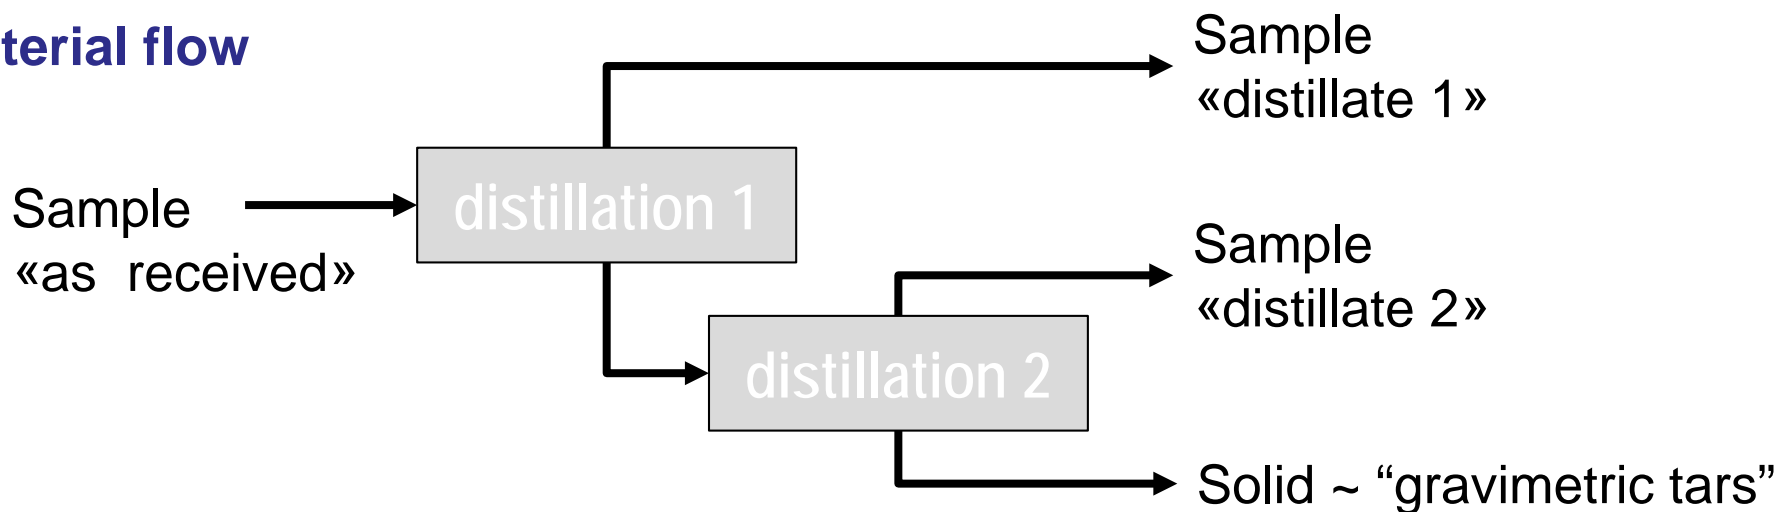 terial flow
Sample
«distillate 1»
distillation 1
Sample
«as received»
Sample
«distillate 2»
distillation 2
Solid ~ “gravimetric tars”